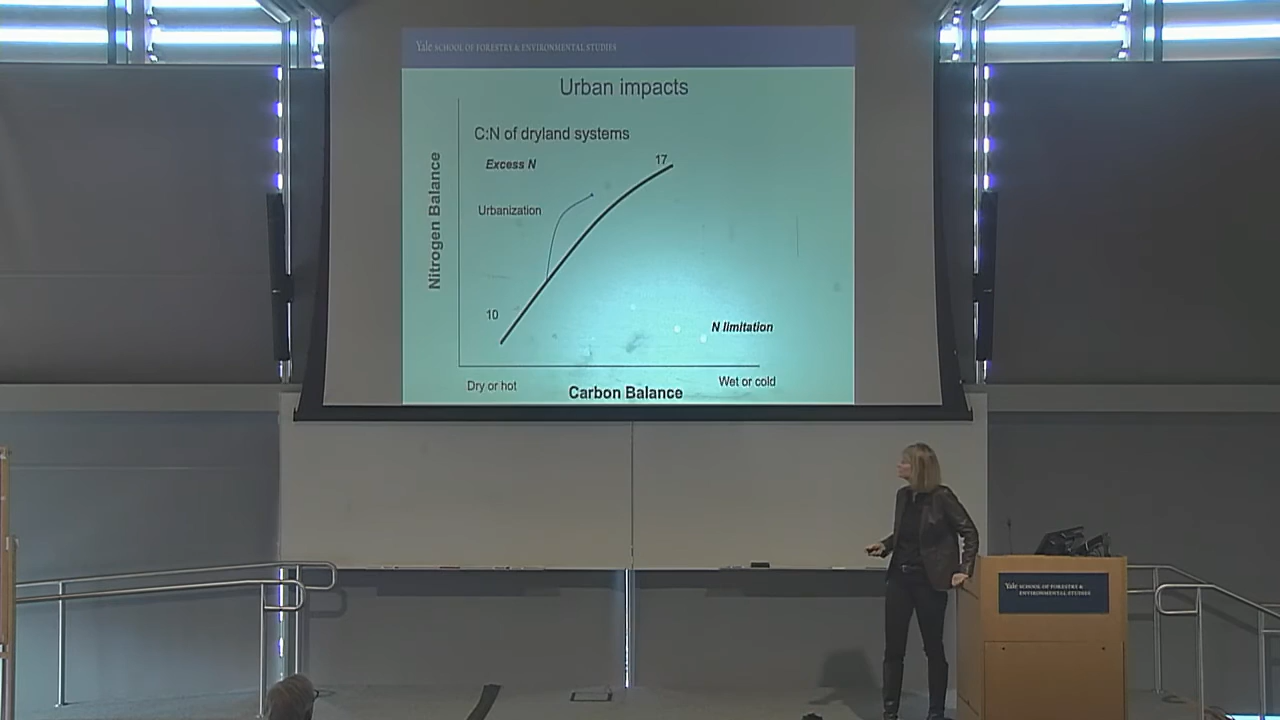 Yale SCHOOL OF FORESTRY & ENVIRONMENTAL STUDIES
Urban impacts
C:N of dryland systems
Excess N
17
Urbanization
Nitrogen Balance
10
N limitation
Dry or hot
Carbon Balance
Wet or cold
Yale SCHOOL OF FORESTRY &
ENVIRONMENTAL STUDIES